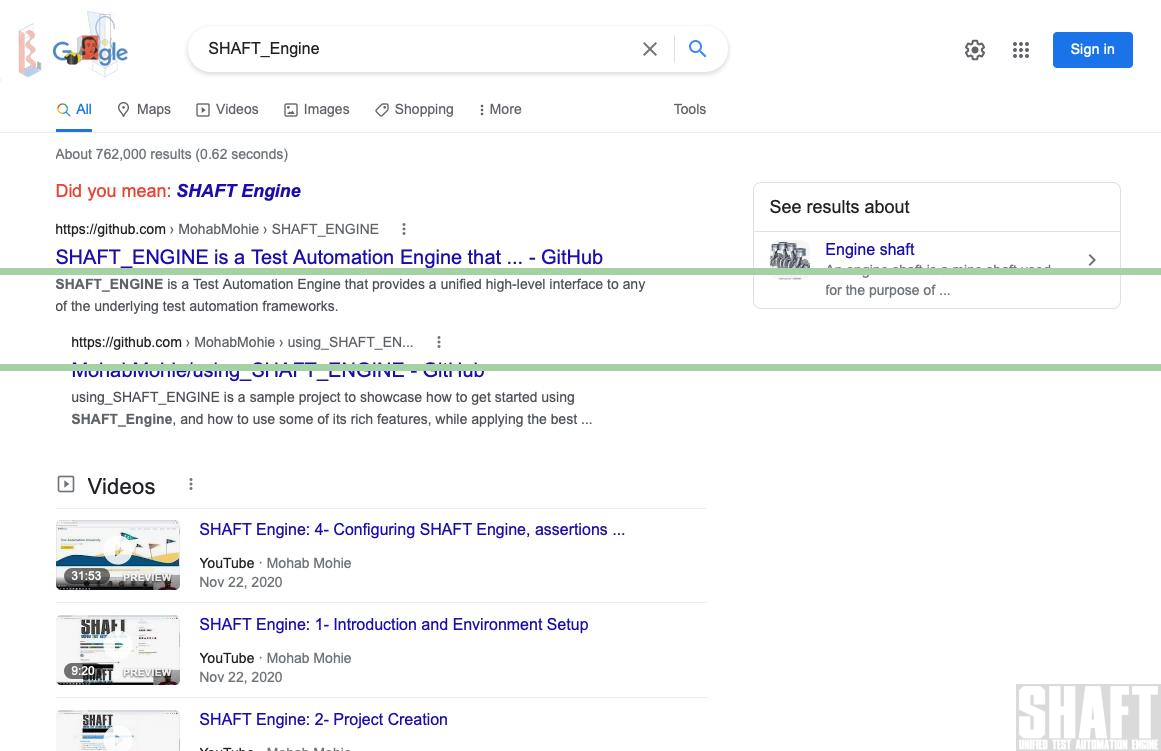 Google
SHAFT_Engine
Sign in
All
Maps
Videos
Images
Shopping
More
Tools
About 762,000 results (0.62 seconds)
Did you mean: SHAFT Engine
https://github.com › MohabMohie › SHAFT_ENGINE
SHAFT_ENGINE is a Test Automation Engine that ... - GitHub
SHAFT_ENGINE is a Test Automation Engine that provides a unified high-level interface to any
of the underlying test automation frameworks.
https://github.com › MohabMohie › using_SHAFT_EN...
MohabMohie/using_SHAFT_ENGINE - GitHub
using_SHAFT_ENGINE is a sample project to showcase how to get started using
SHAFT_Engine, and how to use some of its rich features, while applying the best ...
See results about
Engine shaft
An engine shaft is a mine shaft used
for the purpose of ...
Videos
31:53
PREVIEW
SHAFT Engine: 4- Configuring SHAFT Engine, assertions ...
YouTube · Mohab Mohie
Nov 22, 2020
SHAFT
9:20
PREVIEW
SHAFT Engine: 1- Introduction and Environment Setup
YouTube · Mohab Mohie
Nov 22, 2020
SHAFT
SHAFT Engine: 2- Project Creation
YouTube · Mohab Mohie
SHAFT
UNIFIED TEST AUTOMATION ENGINE